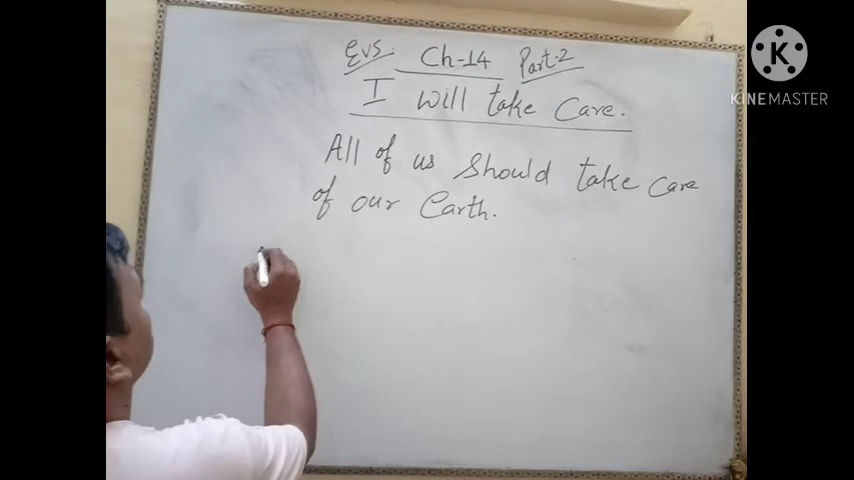 EVS. Ch-14 Part-2
I will take Care.
All of us should take care
of our Earth.
KINEMASTER